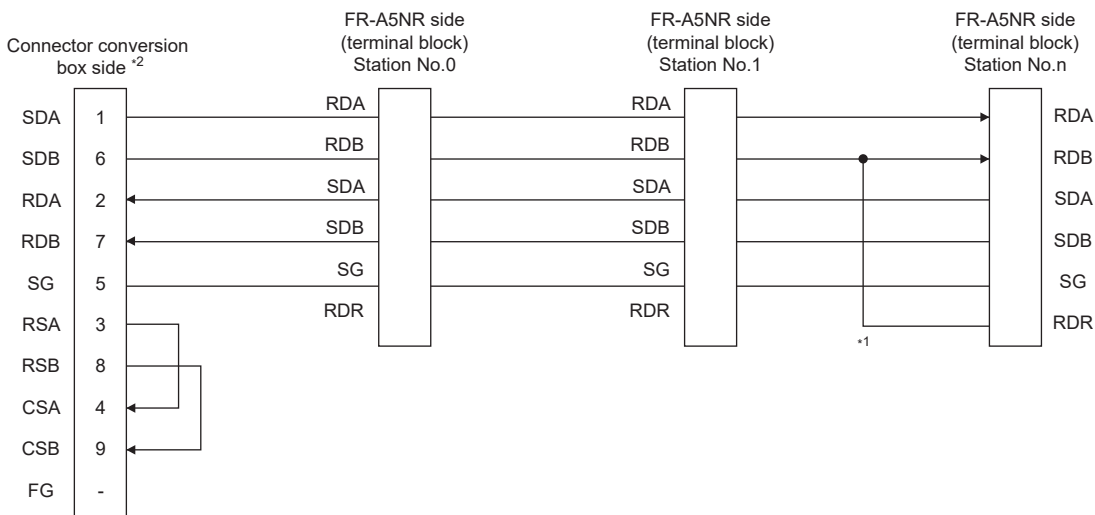 Connector conversion
box side *2
FR-A5NR side
(terminal block)
Station No.0
FR-A5NR side
(terminal block)
Station No.1
FR-A5NR side
(terminal block)
Station No.n
SDA 1 RDA RDA RDA
SDB 6 RDB RDB RDB
RDA 2 SDA SDA SDA
RDB 7 SDB SDB SDB
SG 5 SG SG SG
RSA 3 RDR RDR RDR
*1
RSB 8
CSA 4
CSB 9
FG -